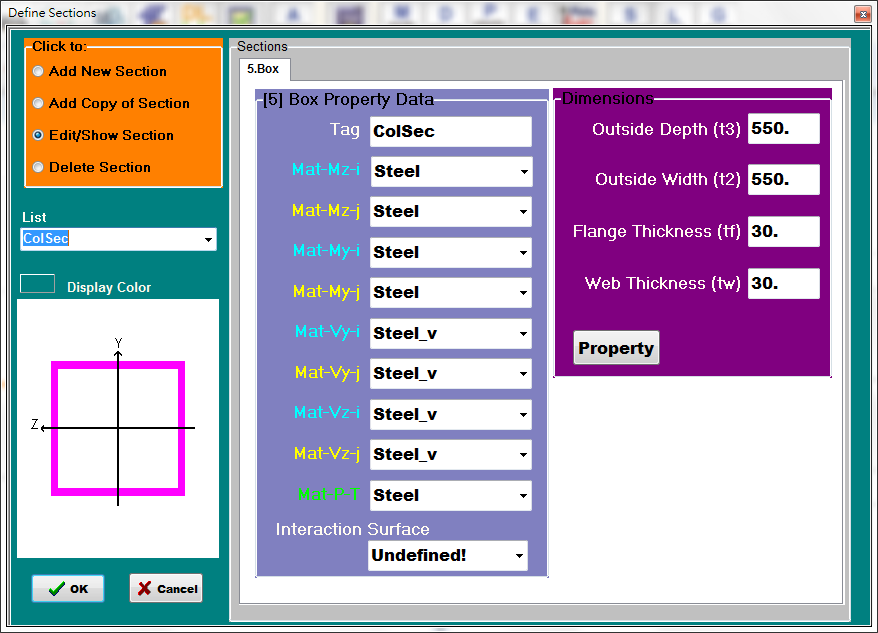 Define Sections
Click to:
Add New Section
Add Copy of Section
Edit/Show Section
Delete Section
List
ColSec
Display Color
Y
Z
OK
Cancel
Sections
5.Box
[5] Box Property Data
Tag ColSec
Mat-Mz-i Steel
Mat-Mz-j Steel
Mat-My-i Steel
Mat-My-j Steel
Mat-Vy-i Steel_v
Mat-Vy-j Steel_v
Mat-Vz-i Steel_v
Mat-Vz-j Steel_v
Mat-P-T Steel
Interaction Surface
Undefined!
Dimensions
Outside Depth (t3) 550.
Outside Width (t2) 550.
Flange Thickness (tf) 30.
Web Thickness (tw) 30.
Property